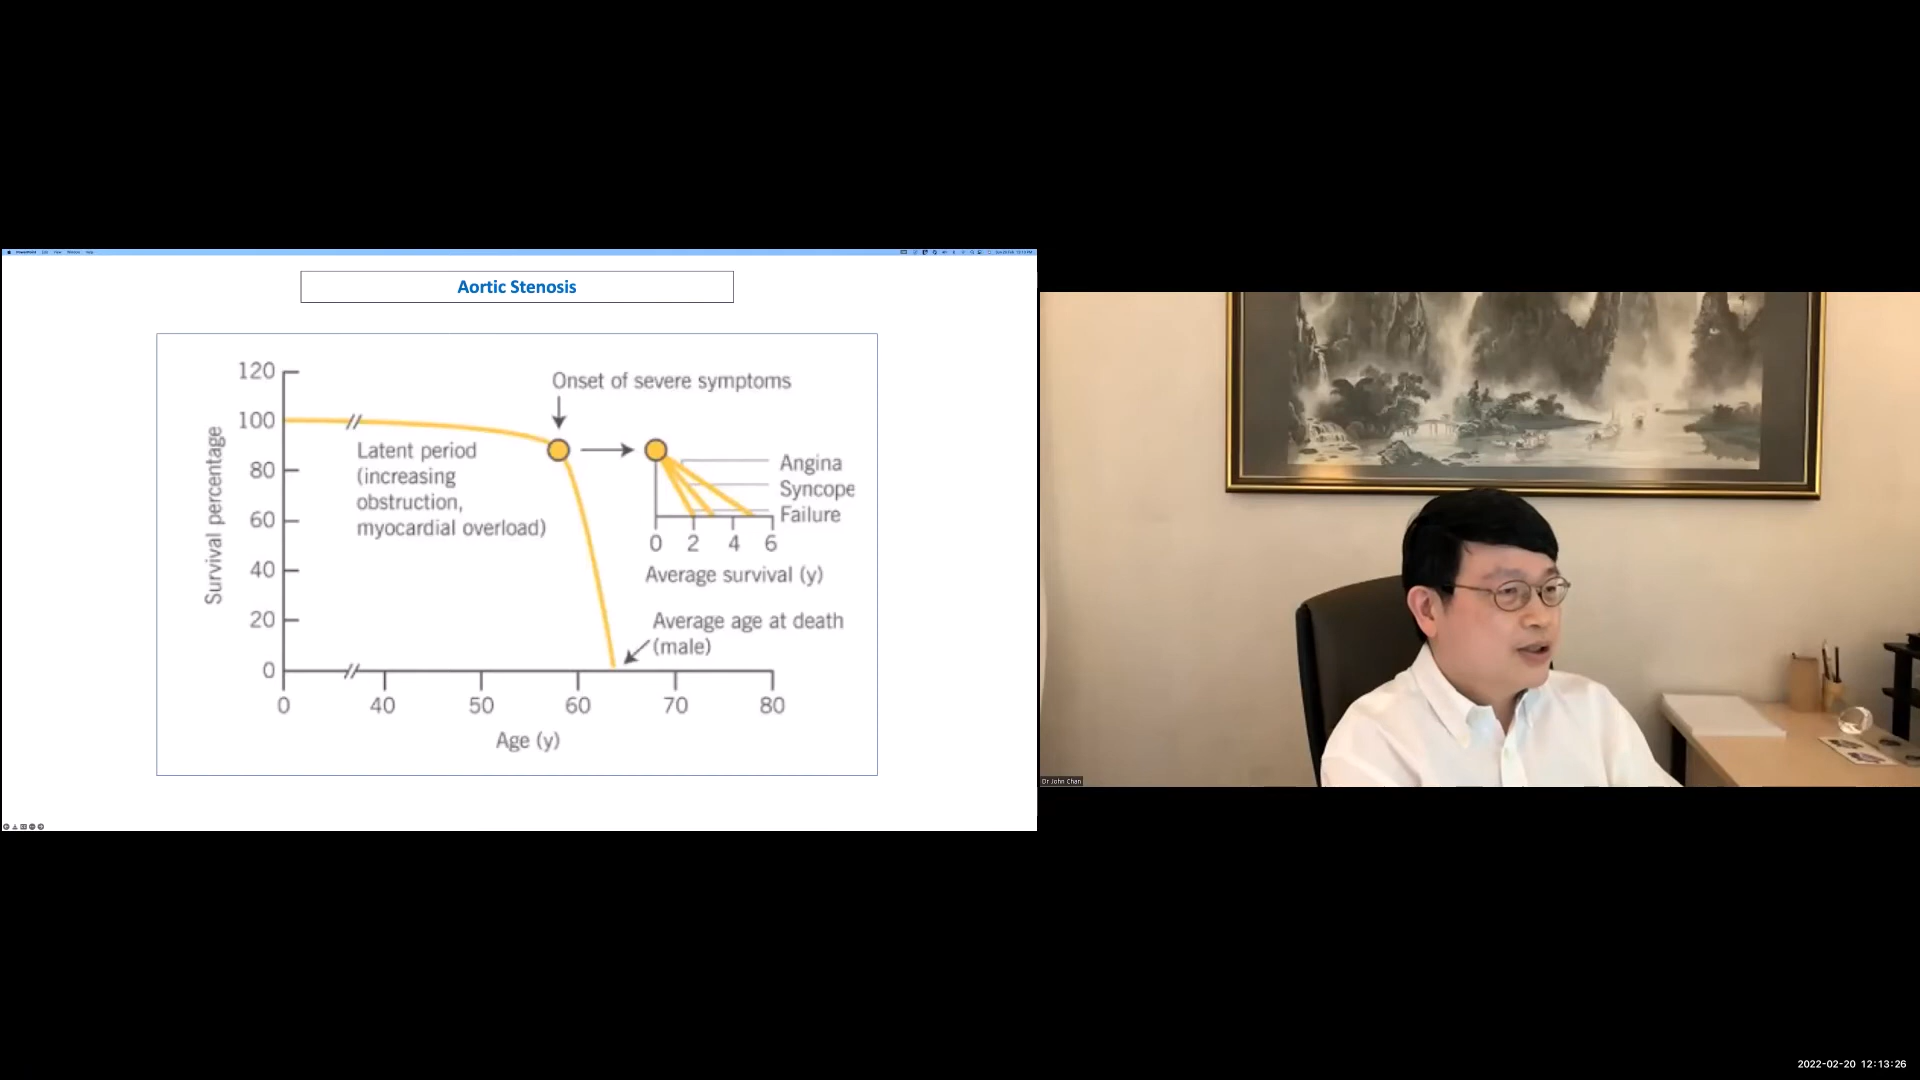 Aortic Stenosis
120
100
80
60
40
20
0
Survival percentage
Onset of severe symptoms
Latent period
(increasing
obstruction,
myocardial overload)
Angina
Syncope
Failure
0 2 4 6
Average survival (y)
Average age at death
(male)
0 40 50 60 70 80
Age (y)
Dr John Chan
2022-02-20 12:13:26